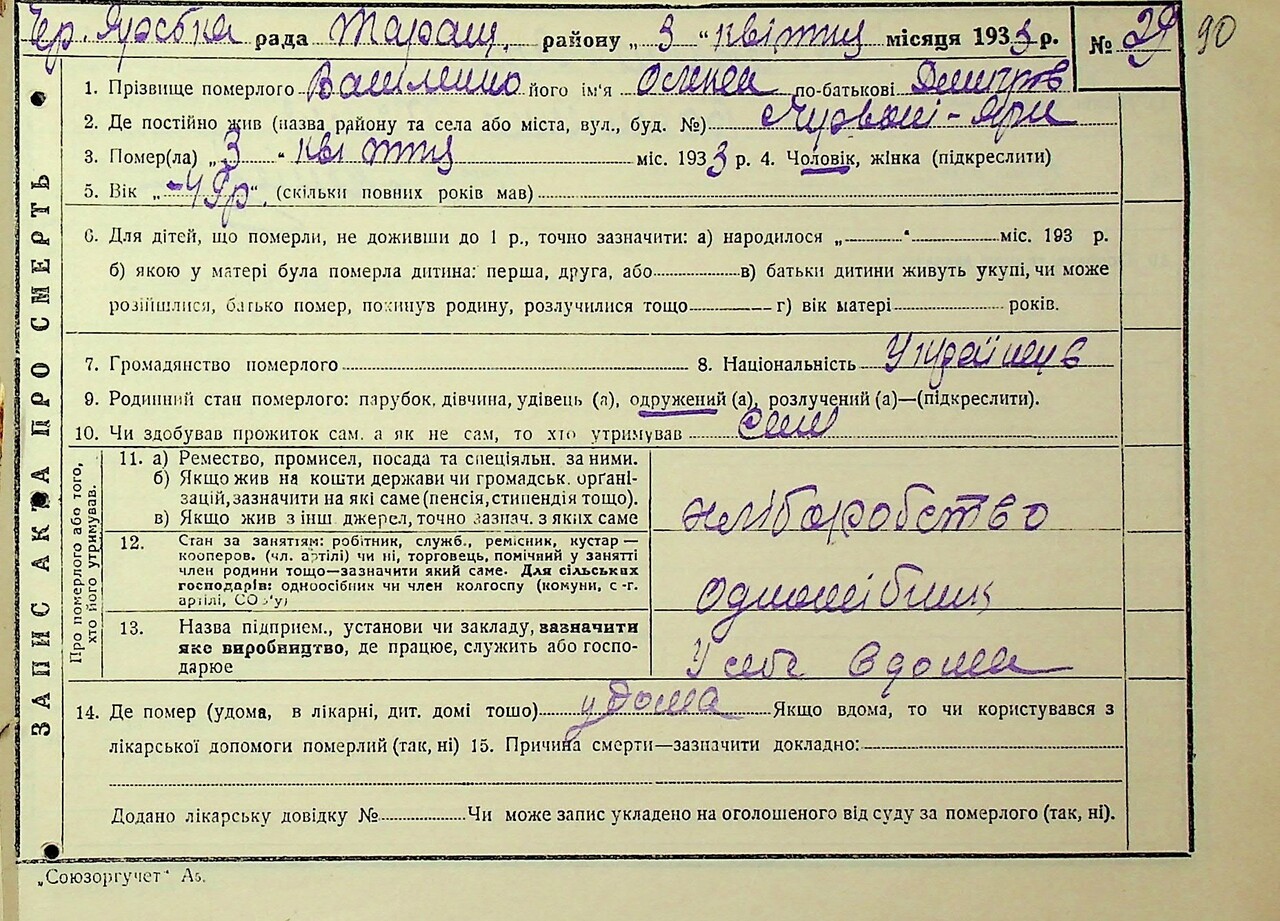 рада Таращ. району „ 3 “ квітня місяця 1933 р.
№ 29 90
1. Прізвище померлого його ім'я по-батькові Дмитров
2. Де постійно жив (назва району та села або міста, вул., буд. №)
3. Помер(ла) „ 3 “ квітня міс. 1933 р. 4. Чоловік, жінка (підкреслити)
5. Вік „ “ (скільки повних років мав)
6. Для дітей, що померли, не доживши до 1 р., точно зазначити: а) народилося „ “ міс. 193 р.
б) якою у матері була померла дитина: перша, друга, або в) батьки дитини живуть укупі, чи може
розійшлися, батько помер, покинув родину, розлучилися тощо г) вік матері років.
7. Громадянство померлого 8. Національність
9. Родинний стан померлого: парубок, дівчина, удівець (а), одружений (а), розлучений (а)—(підкреслити).
10. Чи здобував прожиток сам, а як не сам, то хто утримував сам
ЗАПИС АКТА ПРО СМЕРТЬ
Про померлого або того,
хто його утримував.
11. а) Ремество, промисел, посада та спеціяльн. за ними.
б) Якщо жив на кошти держави чи громадськ. органі-
зацій, зазначити на які саме (пенсія, стипендія тощо).
в) Якщо жив з інш джерел, точно зазнач. з яких саме
хліборобство
12. Стан за занятім: робітник, служб., ремісник, кустар —
кооперов. (чл. артілі) чи ні, торговець, помічний у занятті
член родини тощо—зазначити який саме. Для сільських
господарів: одноосібник чи член колгоспу (комуни, с -г.
артілі, СОЗ'у)
одноосібник
13. Назва підприєм., установи чи закладу, зазначити
яке виробництво, де працює, служить або госпо-
дарює
У себе вдома
14. Де помер (удома, в лікарні, дит. домі тошо) удома Якщо вдома, то чи користувався з
лікарської допомоги померлий (так, ні) 15. Причина смерти—зазначити докладно:
Додано лікарську довідку № Чи може запис укладено на оголошеного від суду за померлого (так, ні).
„Союзоргучет“ А5.